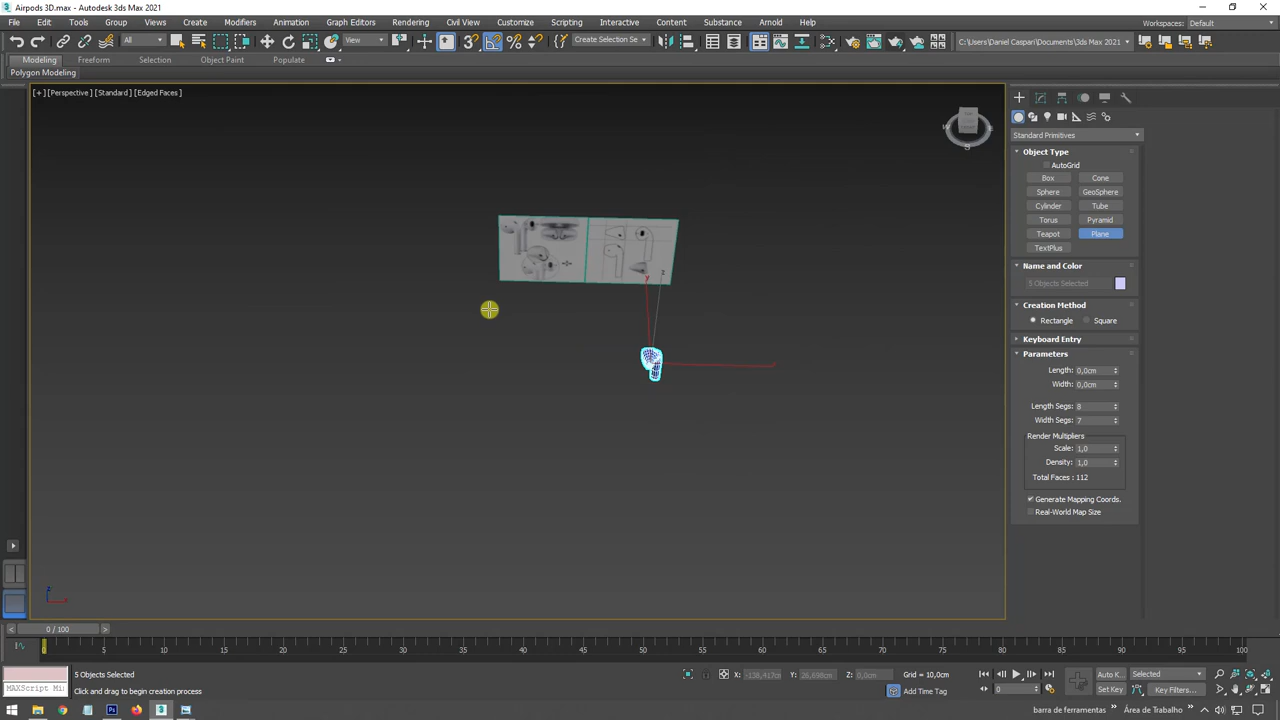 Airpods 3D.max - Autodesk 3ds Max 2021
File Edit Tools Group Views Create Modifiers Animation Graph Editors Rendering Civil View Customize Scripting Interactive Content Substance Arnold Help
Workspaces: Default
All View Create Selection Se C:\Users\Daniel Caspari\Documents\3ds Max 2021
Modeling Freeform Selection Object Paint Populate
Polygon Modeling
[+] [Perspective] [Standard] [Edged Faces]
Standard Primitives
Object Type
AutoGrid
Box Cone
Sphere GeoSphere
Cylinder Tube
Torus Pyramid
Teapot Plane
TextPlus
Name and Color
5 Objects Selected
Creation Method
Rectangle Square
Keyboard Entry
Parameters
Length: 0,0cm
Width: 0,0cm
Length Segs: 8
Width Segs: 7
Render Multipliers
Scale: 1,0
Density: 1,0
Total Faces : 112
Generate Mapping Coords.
Real-World Map Size
y z
W S
0 / 100
0 5 10 15 20 25 30 35 40 45 50 55 60 65 70 75 80 85 90 95 100
5 Objects Selected X: -138,417cm Y: 26,698cm Z: 0,0cm Grid = 10,0cm Auto K... Selected
MAXScript Mi Click and drag to begin creation process Add Time Tag 0 Set Key Key Filters...
barra de ferramentas Área de Trabalho